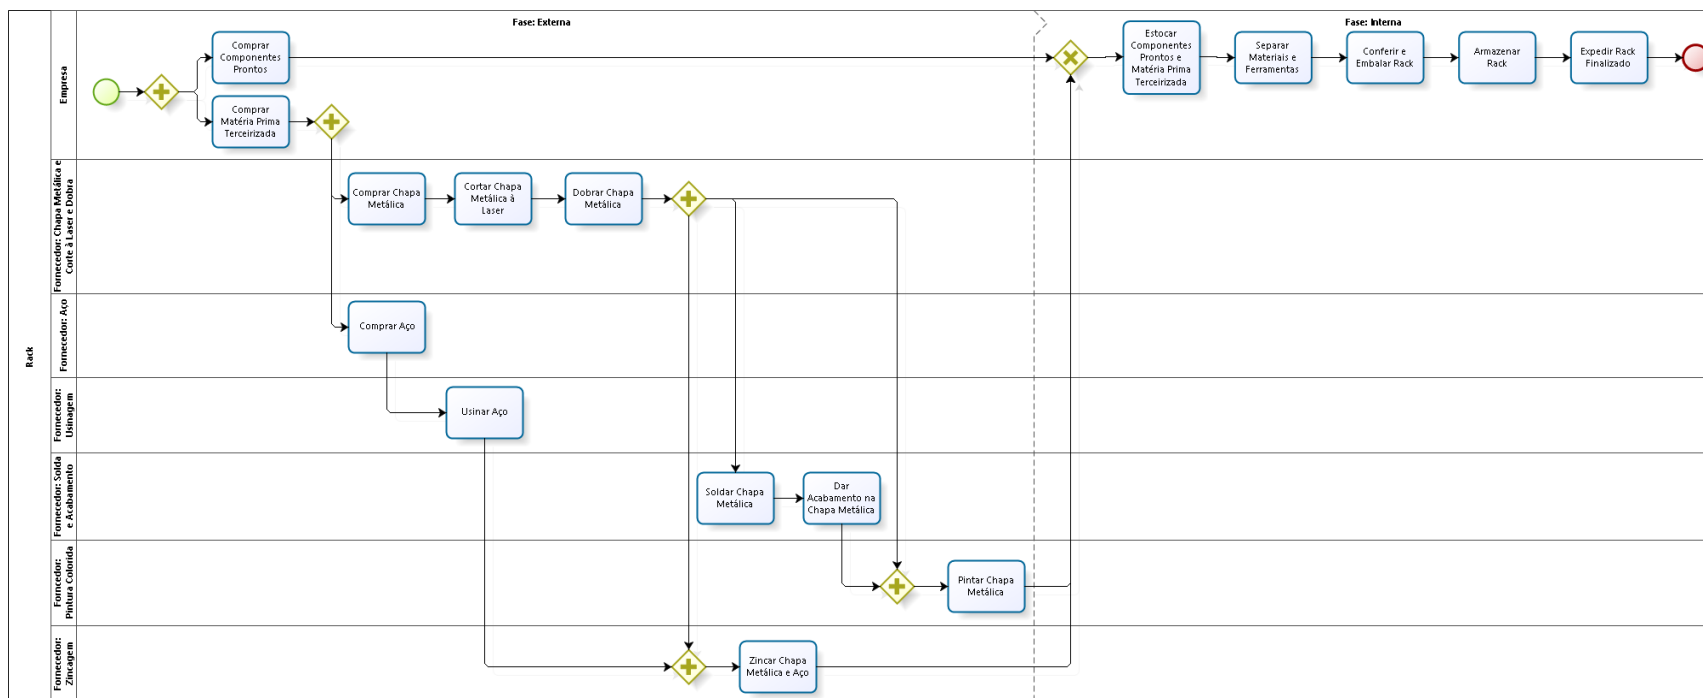 Fase: Externa
Fase: Interna
Rack
Empresa
Comprar
Componentes
Prontos
Comprar
Matéria Prima
Terceirizada
Estocar
Componentes
Prontos e
Matéria Prima
Terceirizada
Separar
Materiais e
Ferramentas
Conferir e
Embalar Rack
Armazenar
Rack
Expedir Rack
Finalizado
Fornecedor: Chapa Metálica e
Corte à Laser e Dobra
Comprar Chapa
Metálica
Cortar Chapa
Metálica à
Laser
Dobrar Chapa
Metálica
Fornecedor: Aço
Comprar Aço
Fornecedor:
Usinagem
Usinar Aço
Fornecedor: Solda
e Acabamento
Soldar Chapa
Metálica
Dar
Acabamento na
Chapa Metálica
Forncedor:
Pintura Colorida
Pintar Chapa
Metálica
Fornecedor:
Zincagem
Zincar Chapa
Metálica e Aço